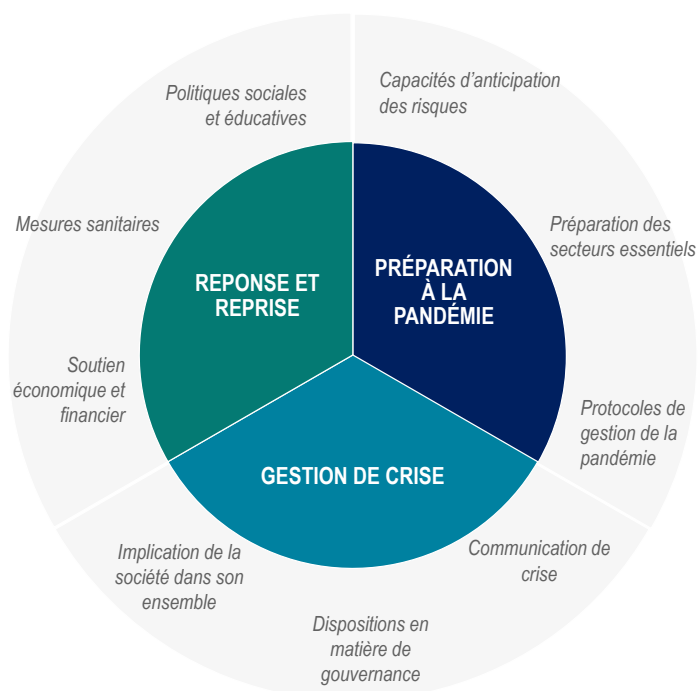 Politiques sociales
et éducatives
Capacités d'anticipation
des risques
Mesures sanitaires
Préparation des
secteurs essentiels
REPONSE ET
REPRISE
PRÉPARATION
À LA
PANDÉMIE
Soutien
économique et
financier
Protocoles de
gestion de la
pandémie
GESTION DE CRISE
Implication de la
société dans son
ensemble
Communication de
crise
Dispositions en
matière de
gouvernance